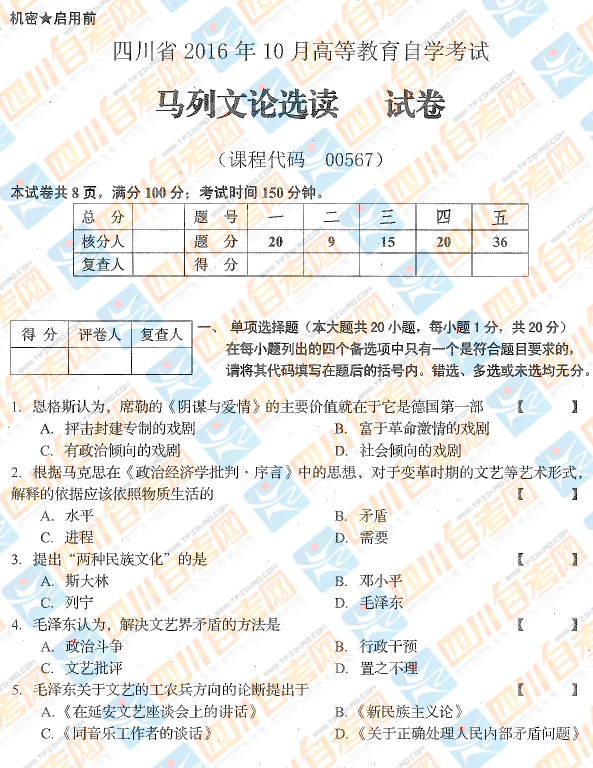 机密★启用前
四川省 2016 年 10 月高等教育自学考试
马列文论选读 试卷
（课程代码 00567）
本试卷共 8 页，满分 100 分；考试时间 150 分钟。
总 分 题 号 一 二 三 四 五
核分人 题 分 20 9 15 20 36
复查人 得 分
得 分 评卷人 复查人
一、 单项选择题（本大题共 20 小题，每小题 1 分，共 20 分）
在每小题列出的四个备选项中只有一个是符合题目要求的，
请将其代码填写在题后的括号内。错选、多选或未选均无分。
1. 恩格斯认为，席勒的《阴谋与爱情》的主要价值就在于它是德国第一部 【 】
A. 抨击封建专制的戏剧 B. 富于革命激情的戏剧
C. 有政治倾向的戏剧 D. 社会倾向的戏剧
2. 根据马克思在《政治经济学批判·序言》中的思想，对于变革时期的文艺等艺术形式，
解释的依据应该依照物质生活的 【 】
A. 水平 B. 矛盾
C. 进程 D. 需要
3. 提出“两种民族文化”的是 【 】
A. 斯大林 B. 邓小平
C. 列宁 D. 毛泽东
4. 毛泽东认为，解决文艺界矛盾的方法是 【 】
A. 政治斗争 B. 行政干预
C. 文艺批评 D. 置之不理
5. 毛泽东关于文艺的工农兵方向的论断提出于 【 】
A.《在延安文艺座谈会上的讲话》 B.《新民族主义论》
C.《同音乐工作者的谈话》 D.《关于正确处理人民内部矛盾问题》
四川自考网
WWW.TFZIKAO.COM